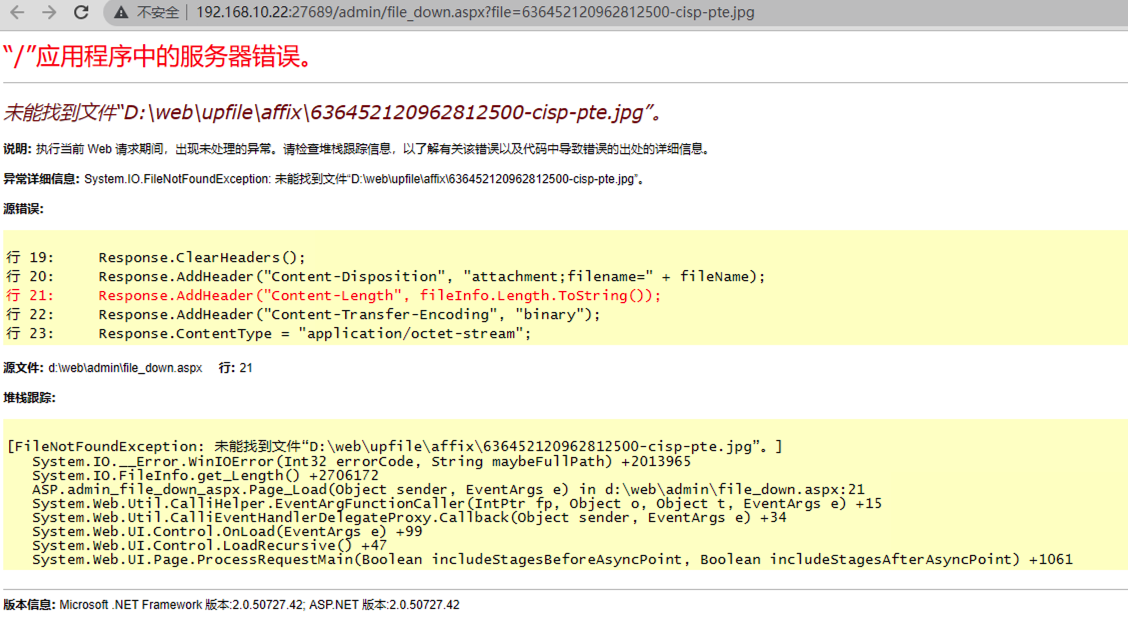 不安全 | 192.168.10.22:27689/admin/file_down.aspx?file=636452120962812500-cisp-pte.jpg
“/”应用程序中的服务器错误。
未能找到文件“D:\web\upfile\affix\636452120962812500-cisp-pte.jpg”。
说明: 执行当前 Web 请求期间，出现未处理的异常。请检查堆栈跟踪信息，以了解有关该错误以及代码中导致错误的出处的详细信息。
异常详细信息: System.IO.FileNotFoundException: 未能找到文件“D:\web\upfile\affix\636452120962812500-cisp-pte.jpg”。
源错误:
行 19:     Response.ClearHeaders();
行 20:     Response.AddHeader("Content-Disposition", "attachment;filename=" + fileName);
行 21:     Response.AddHeader("Content-Length", fileInfo.Length.ToString());
行 22:     Response.AddHeader("Content-Transfer-Encoding", "binary");
行 23:     Response.ContentType = "application/octet-stream";
源文件: d:\web\admin\file_down.aspx    行: 21
堆栈跟踪:
[FileNotFoundException: 未能找到文件“D:\web\upfile\affix\636452120962812500-cisp-pte.jpg”。]
System.IO.__Error.WinIOError(Int32 errorCode, String maybeFullPath) +2013965
System.IO.FileInfo.get_Length() +2706172
ASP.admin_file_down_aspx.Page_Load(Object sender, EventArgs e) in d:\web\admin\file_down.aspx:21
System.Web.Util.CalliHelper.EventArgFunctionCaller(IntPtr fp, Object o, Object t, EventArgs e) +15
System.Web.Util.CalliEventHandlerDelegateProxy.Callback(Object sender, EventArgs e) +34
System.Web.UI.Control.OnLoad(EventArgs e) +99
System.Web.UI.Control.LoadRecursive() +47
System.Web.UI.Page.ProcessRequestMain(Boolean includeStagesBeforeAsyncPoint, Boolean includeStagesAfterAsyncPoint) +1061
版本信息: Microsoft .NET Framework 版本:2.0.50727.42; ASP.NET 版本:2.0.50727.42